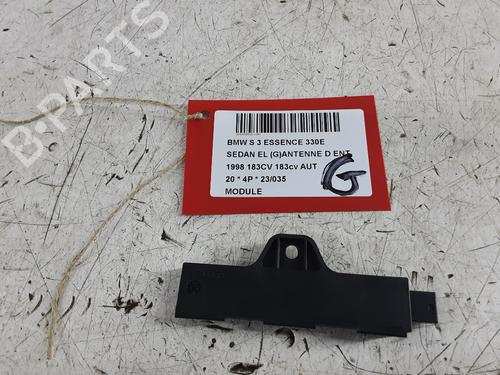 B-PARTS
BMW S 3 ESSENCE 330E
SEDAN EL (G)ANTENNE D ENT
1998 183CV 183cv AUT
20 * 4P * 23/035
MODULE
G